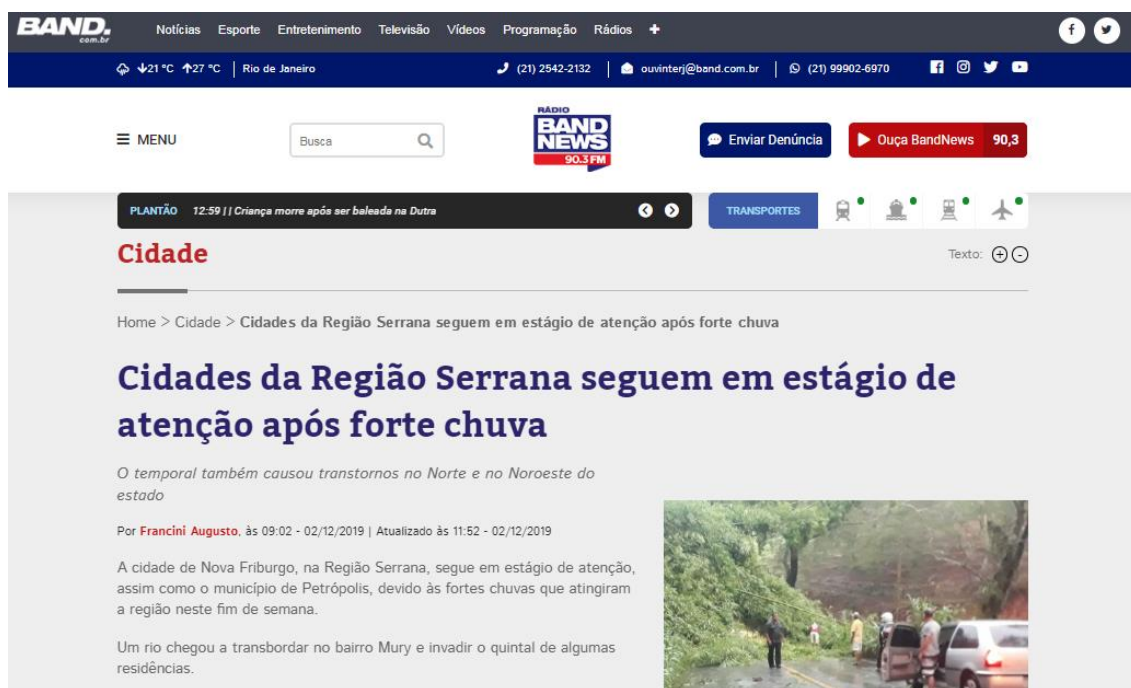 BAND.
com.br
Notícias Esporte Entretenimento Televisão Vídeos Programação Rádios +
21 °C 27 °C | Rio de Janeiro (21) 2542-2132 | ouvinterj@band.com.br | (21) 99902-6970
MENU
Busca
RÁDIO
BAND
NEWS
90.3 FM
Enviar Denúncia
Ouça BandNews 90,3
PLANTÃO 12:59 || Criança morre após ser baleada na Dutra
TRANSPORTES
Cidade
Texto: + -
Home > Cidade > Cidades da Região Serrana seguem em estágio de atenção após forte chuva
Cidades da Região Serrana seguem em estágio de
atenção após forte chuva
O temporal também causou transtornos no Norte e no Noroeste do
estado
Por Francini Augusto, às 09:02 - 02/12/2019 | Atualizado às 11:52 - 02/12/2019
A cidade de Nova Friburgo, na Região Serrana, segue em estágio de atenção,
assim como o município de Petrópolis, devido às fortes chuvas que atingiram
a região neste fim de semana.
Um rio chegou a transbordar no bairro Mury e invadir o quintal de algumas
residências.